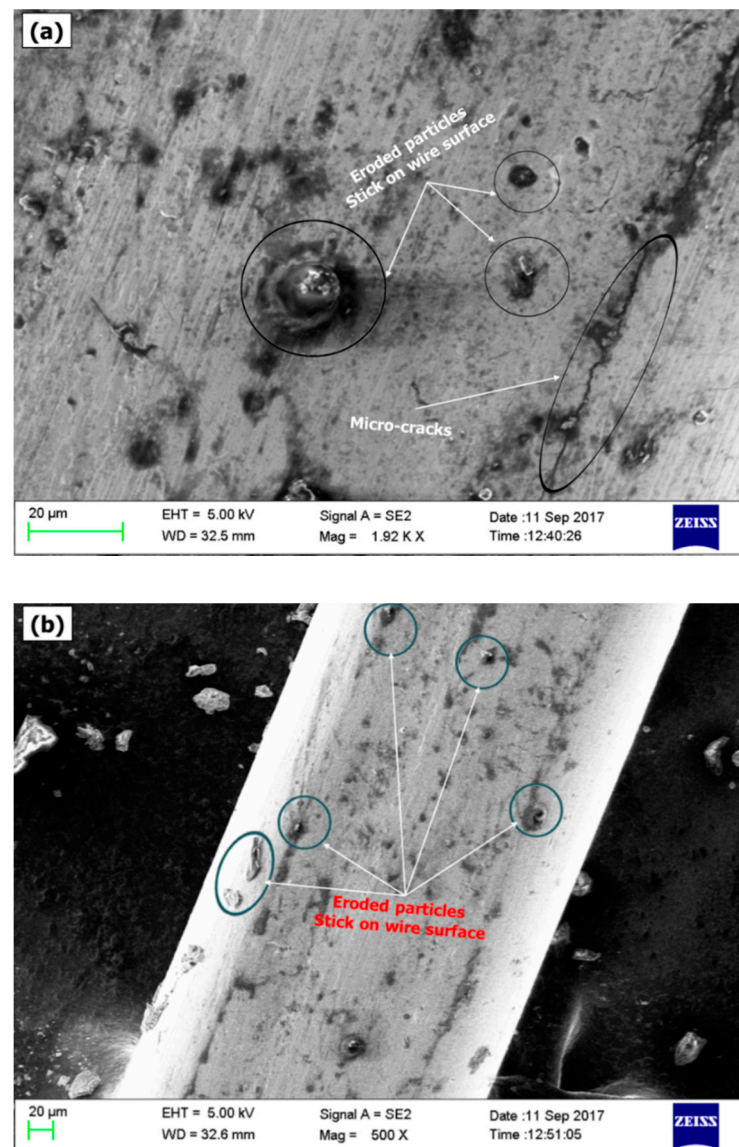 (a)
Eroded particles
Stick on wire surface
Micro-cracks
20 µm
EHT = 5.00 kV
Signal A = SE2
Date :11 Sep 2017
WD = 32.5 mm
Mag = 1.92 K X
Time :12:40:26
ZEISS
(b)
Eroded particles
Stick on wire surface
20 µm
EHT = 5.00 kV
Signal A = SE2
Date :11 Sep 2017
WD = 32.6 mm
Mag = 500 X
Time :12:51:05
ZEISS